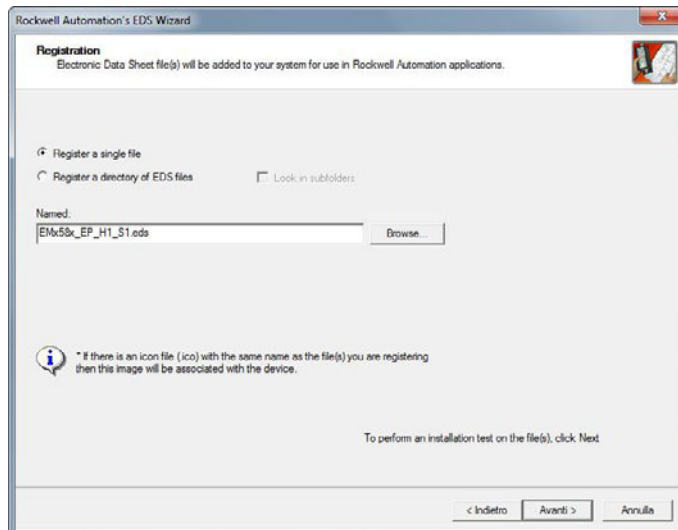 Rockwell Automation's EDS Wizard
Registration
Electronic Data Sheet file(s) will be added to your system for use in Rockwell Automation applications.
Register a single file
Register a directory of EDS files
Look in subfolders
Named:
EMx58x_EP_H1_S1.eds
Browse...
* If there is an icon file (.ico) with the same name as the file(s) you are registering
then this image will be associated with the device.
To perform an installation test on the file(s), click Next
< Indietro
Avanti >
Annulla